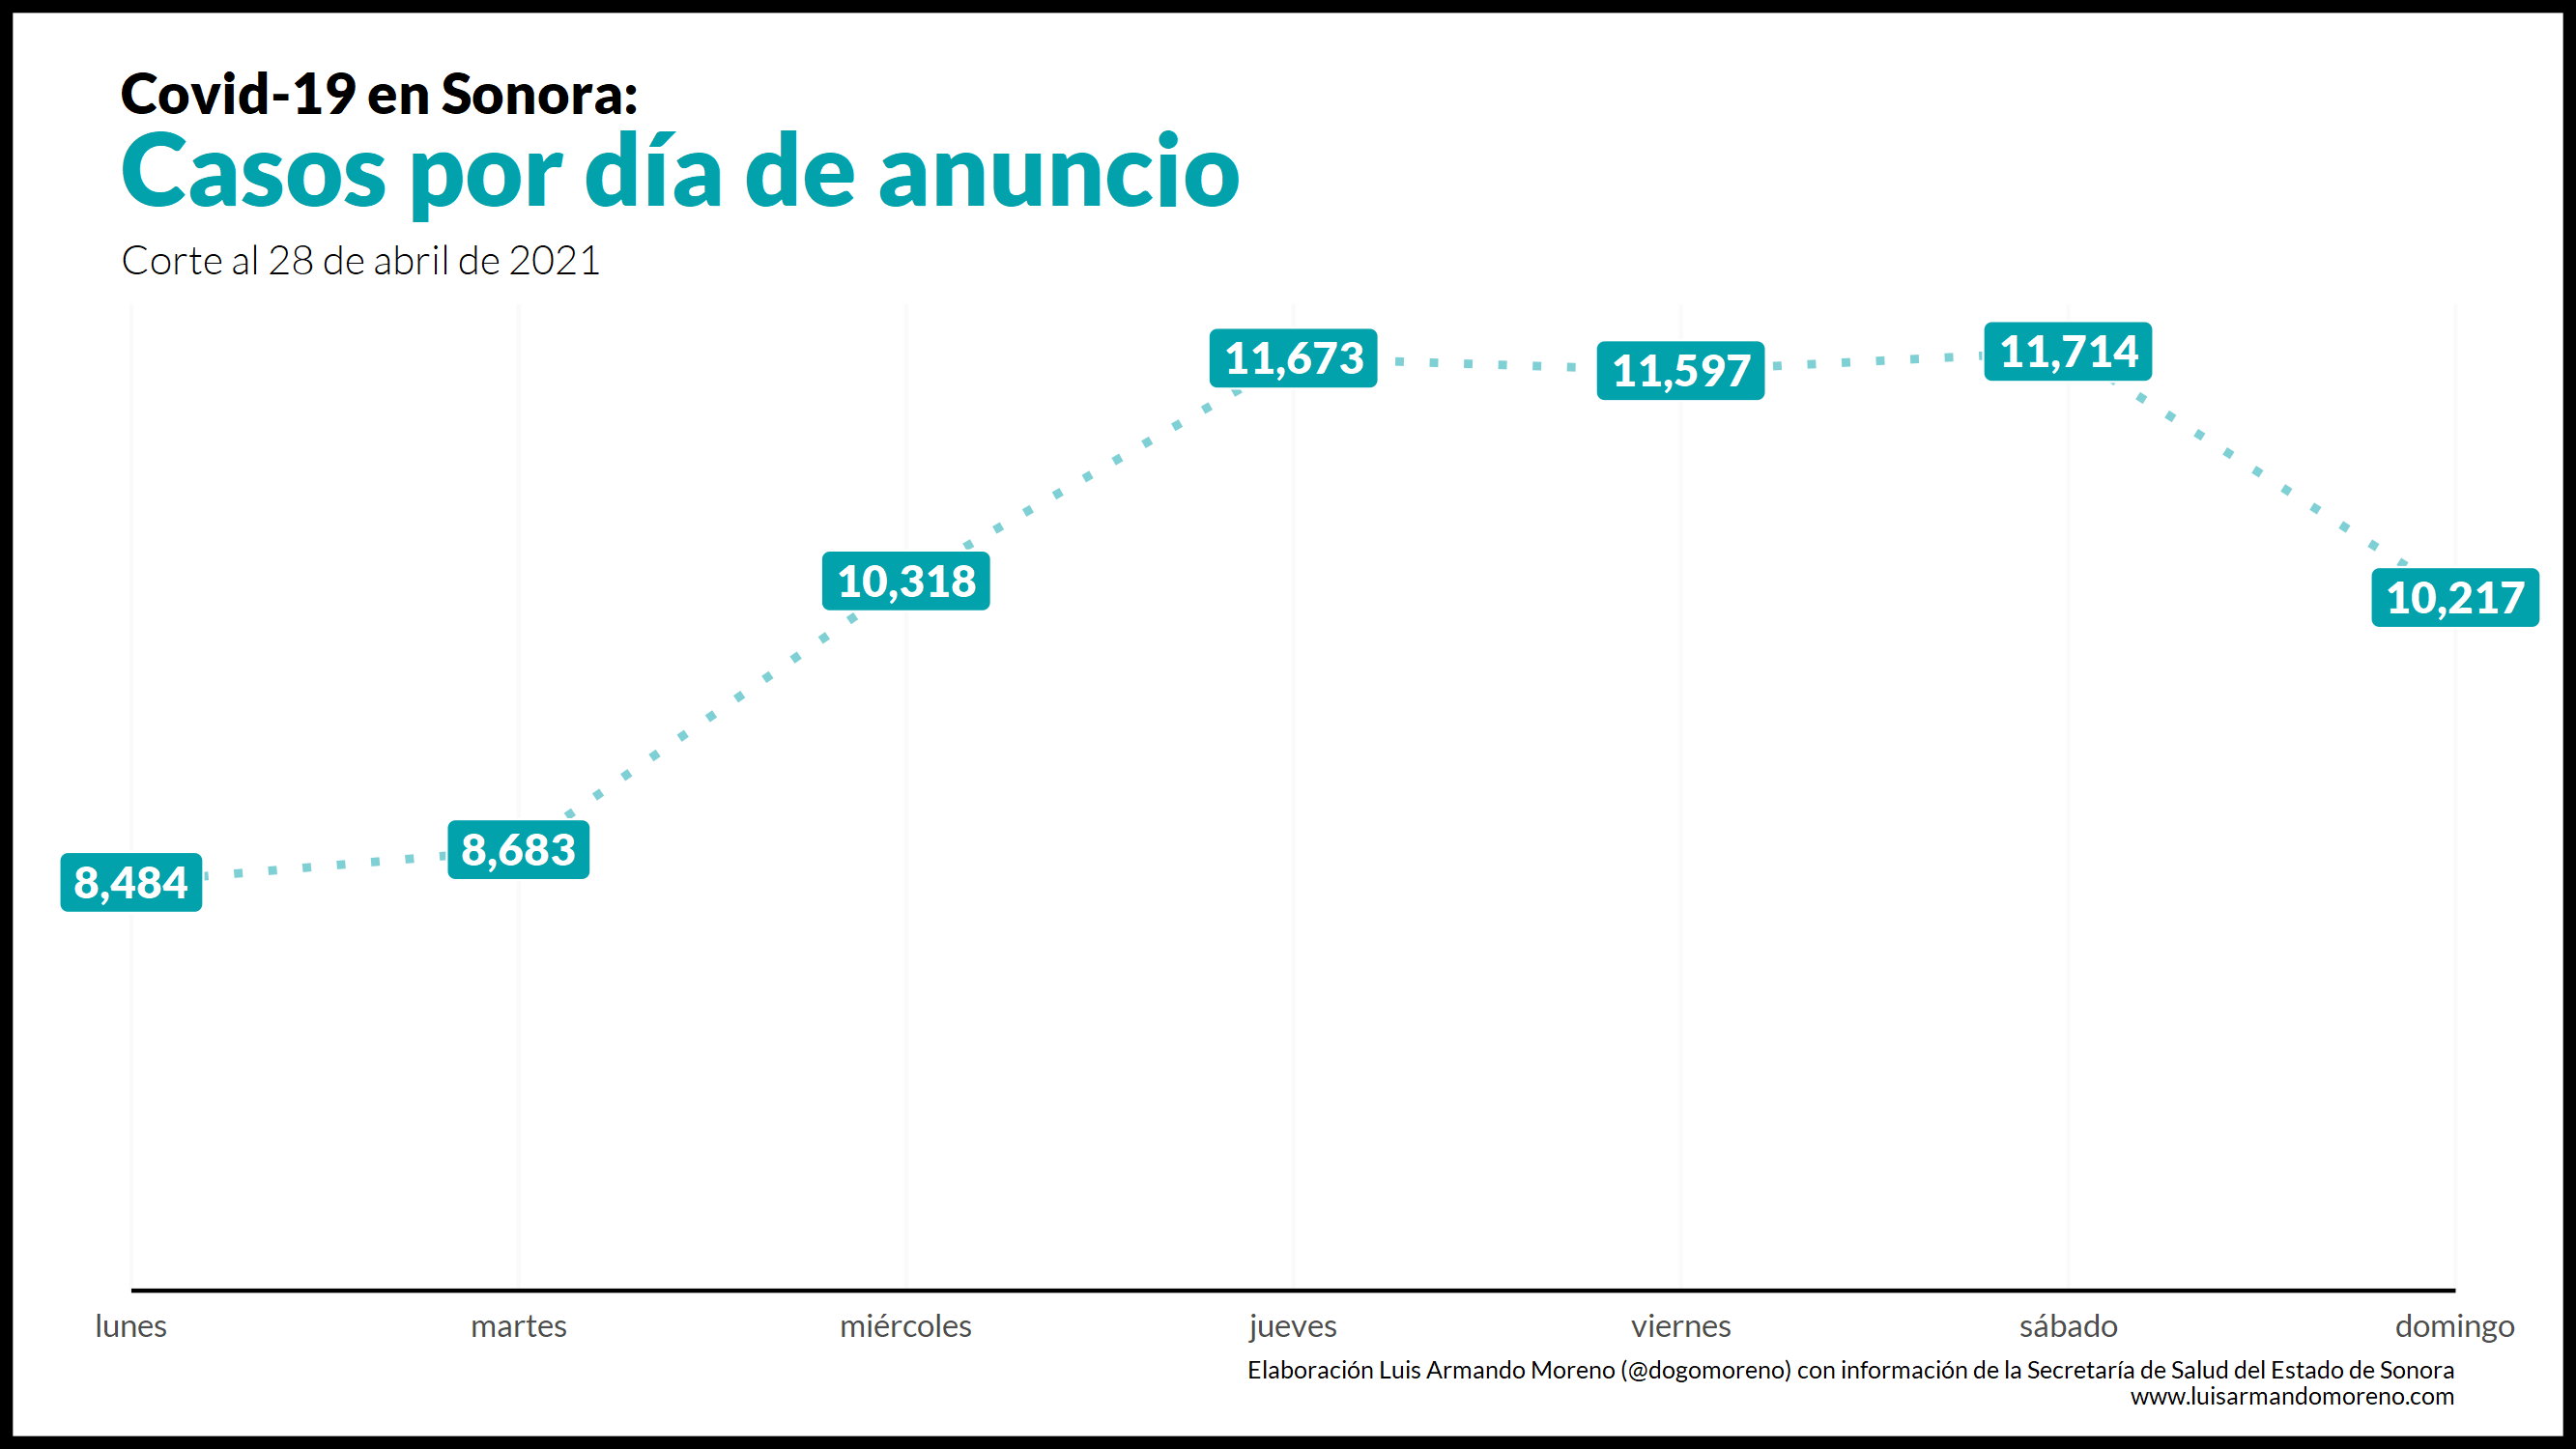 Covid-19 en Sonora:
Casos por día de anuncio
Corte al 28 de abril de 2021
11,673
11,597
11,714
10,318
10,217
8,683
8,484
lunes martes miércoles jueves viernes sábado domingo
Elaboración Luis Armando Moreno (@dogomoreno) con información de la Secretaría de Salud del Estado de Sonora
www.luisarmandomoreno.com